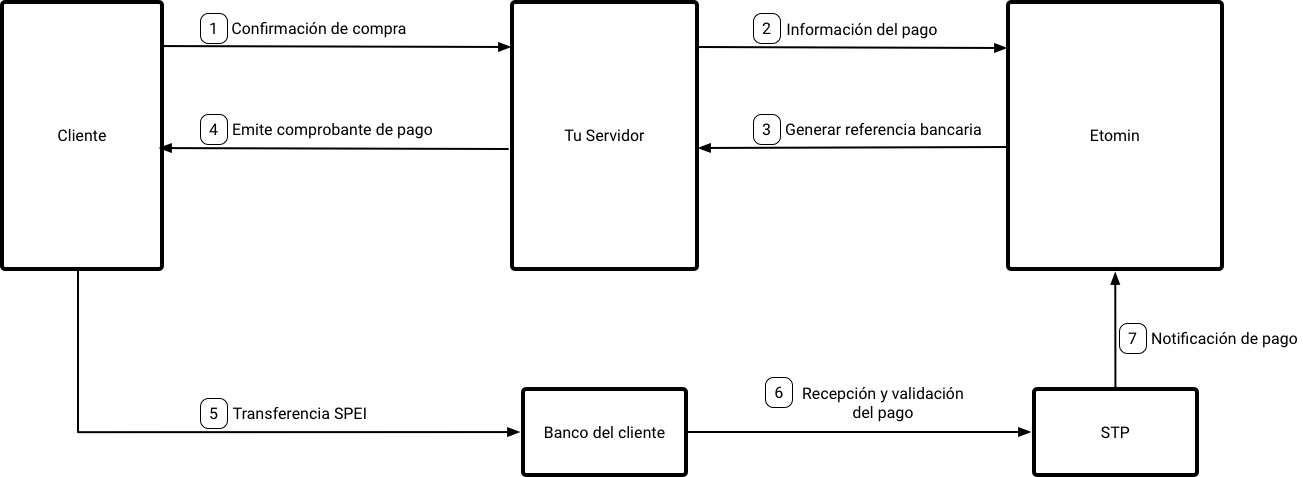 1 Confirmación de compra
2 Información del pago
Cliente
4 Emite comprobante de pago
Tu Servidor
3 Generar referencia bancaria
Etomin
7 Notificación de pago
5 Transferencia SPEI
Banco del cliente
6 Recepción y validación
del pago
STP